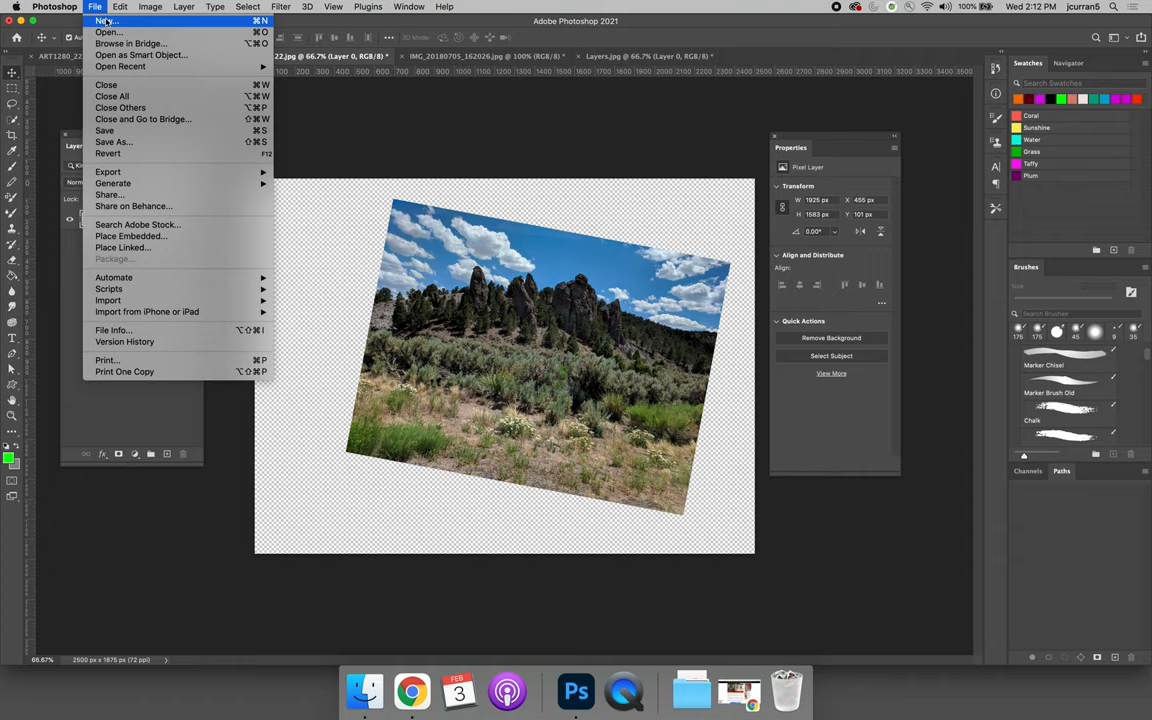 Photoshop File Edit Image Layer Type Select Filter 3D View Plugins Window Help 100% Wed 2:12 PM
Adobe Photoshop 2021
3D Mode:
ART1280_22 22.jpg @ 66.7% (Layer 0, RGB/8) * IMG_20180705_162026.jpg @ 100% (RGB/8) * Layers.jpg @ 66.7% (RGB/8) *
New... ⌘N
Open... ⌘O
Browse in Bridge... ⌥⌘O
Open as Smart Object...
Open Recent
Close ⌘W
Close All ⌥⌘W
Close Others ⌥⌘P
Close and Go to Bridge... ⇧⌘W
Save ⌘S
Save As... ⇧⌘S
Revert F12
Export
Generate
Share...
Share on Behance...
Search Adobe Stock...
Place Embedded...
Place Linked...
Package...
Automate
Scripts
Import
Import from iPhone or iPad
File Info... ⌥⇧⌘I
Version History
Print... ⌘P
Print One Copy ⌥⇧⌘P
Layer
Norm
Lock:
fx
Properties
Pixel Layer
Transform
W 1925 px X 455 px
H 1583 px Y 101 px
0.00°
Align and Distribute
Align:
Quick Actions
Remove Background
Select Subject
View More
Swatches Navigator
Search Swatches
Coral
Sunshine
Water
Grass
Taffy
Plum
Brushes
Size
Search Brushes
175 175 45 9 35
Marker Chisel
Marker Brush Old
Chalk
Channels Paths
66.67% 2500 px x 1875 px (72 ppi)
FEB
3
Ps